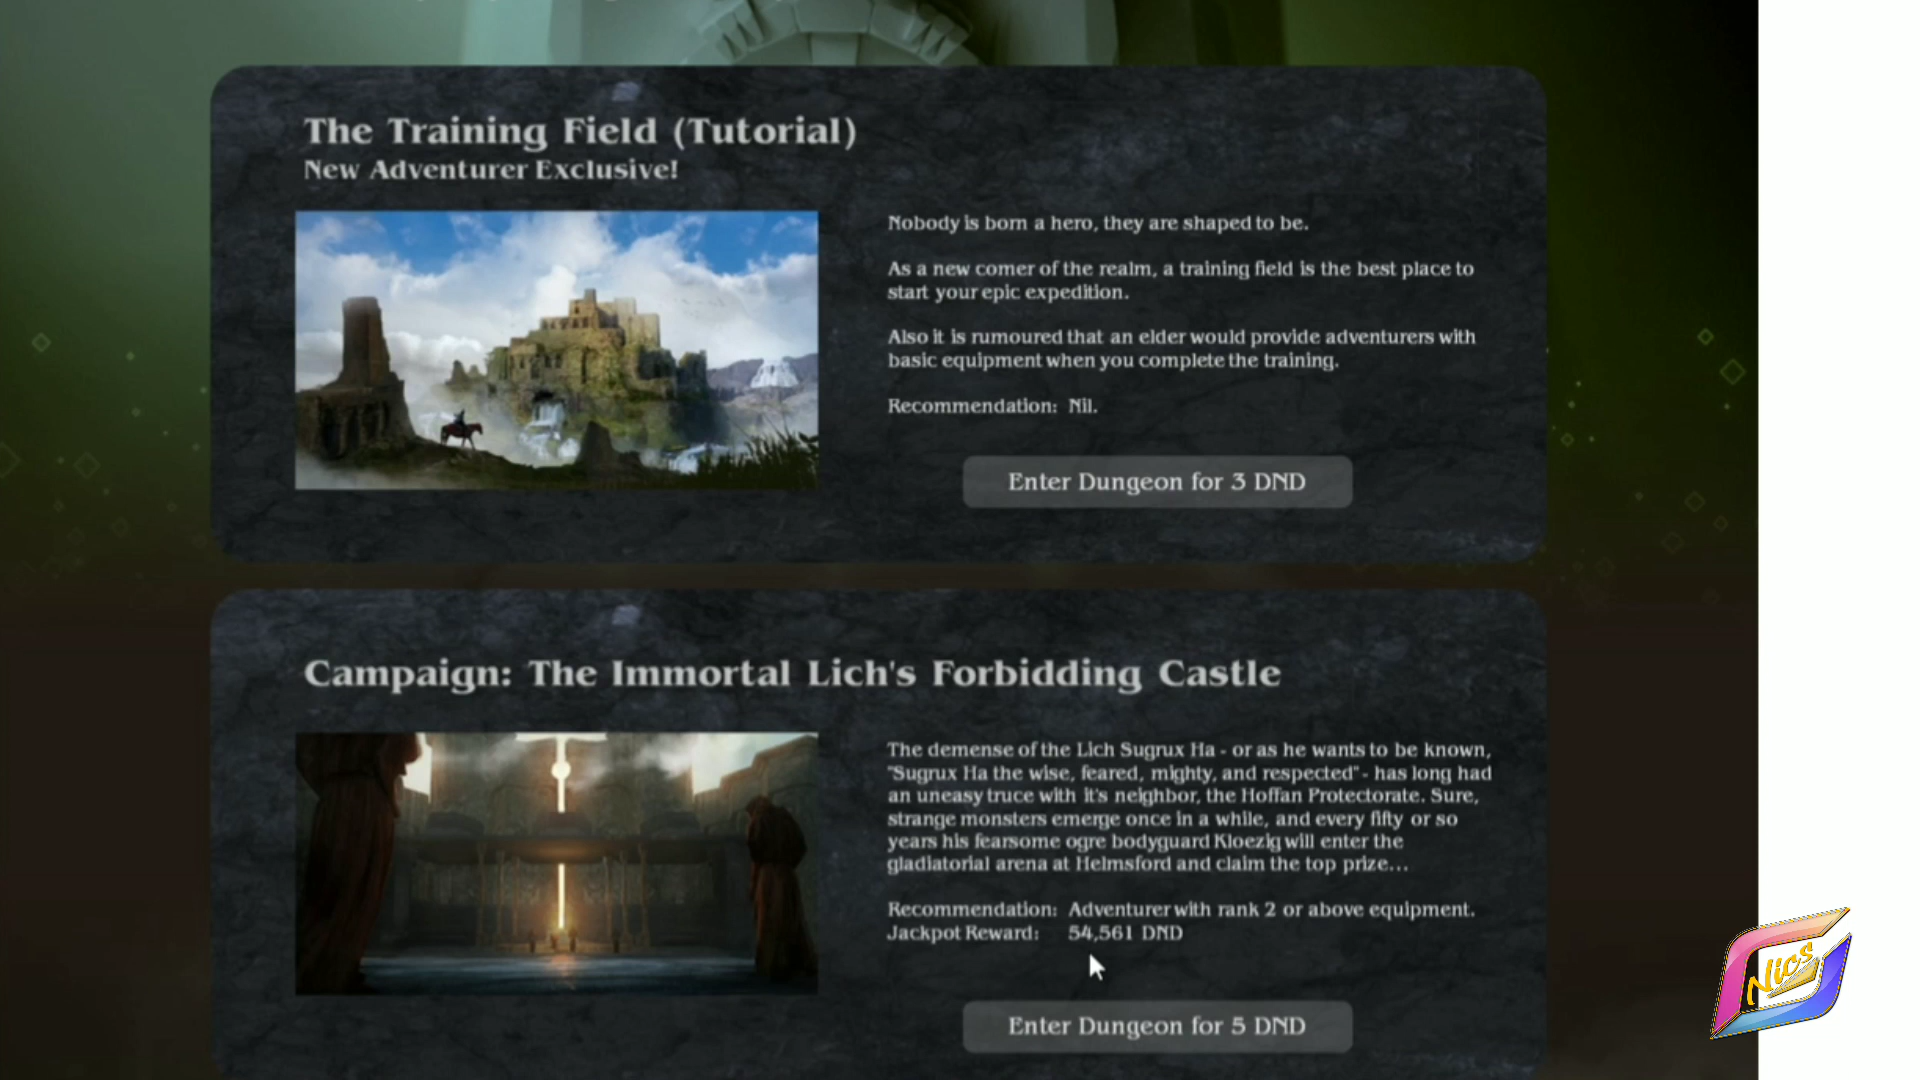 The Training Field (Tutorial)
New Adventurer Exclusive!
Nobody is born a hero, they are shaped to be.
As a new comer of the realm, a training field is the best place to
start your epic expedition.
Also it is rumoured that an elder would provide adventurers with
basic equipment when you complete the training.
Recommendation: Nil.
Enter Dungeon for 3 DND
Campaign: The Immortal Lich's Forbidding Castle
The demense of the Lich Sugrux Ha - or as he wants to be known,
"Sugrux Ha the wise, feared, mighty, and respected" - has long had
an uneasy truce with it's neighbor, the Hoffan Protectorate. Sure,
strange monsters emerge once in a while, and every fifty or so
years his fearsome ogre bodyguard Kloezig will enter the
gladiatorial arena at Helmsford and claim the top prize...
Recommendation: Adventurer with rank 2 or above equipment.
Jackpot Reward: 54,561 DND
Enter Dungeon for 5 DND
Nics